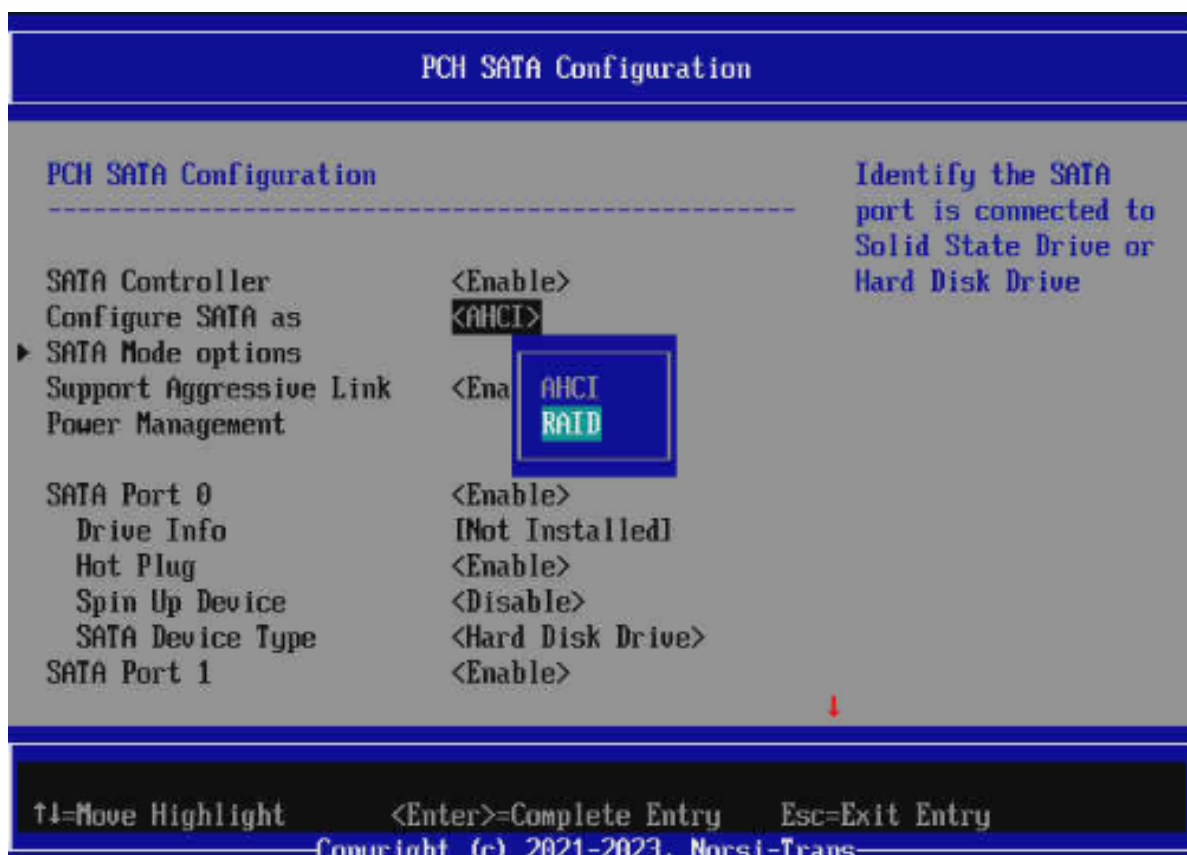 PCH SATA Configuration
PCH SATA Configuration
-------------------------------------------------
Identify the SATA
port is connected to
Solid State Drive or
Hard Disk Drive
SATA Controller <Enable>
Configure SATA as <AHCI>
▶ SATA Mode options
Support Aggressive Link <Ena
Power Management
AHCI
RAID
SATA Port 0 <Enable>
Drive Info [Not Installed]
Hot Plug <Enable>
Spin Up Device <Disable>
SATA Device Type <Hard Disk Drive>
SATA Port 1 <Enable>
↓
↑↓=Move Highlight <Enter>=Complete Entry Esc=Exit Entry
Copyright (c) 2021-2023, Norsi-Trans